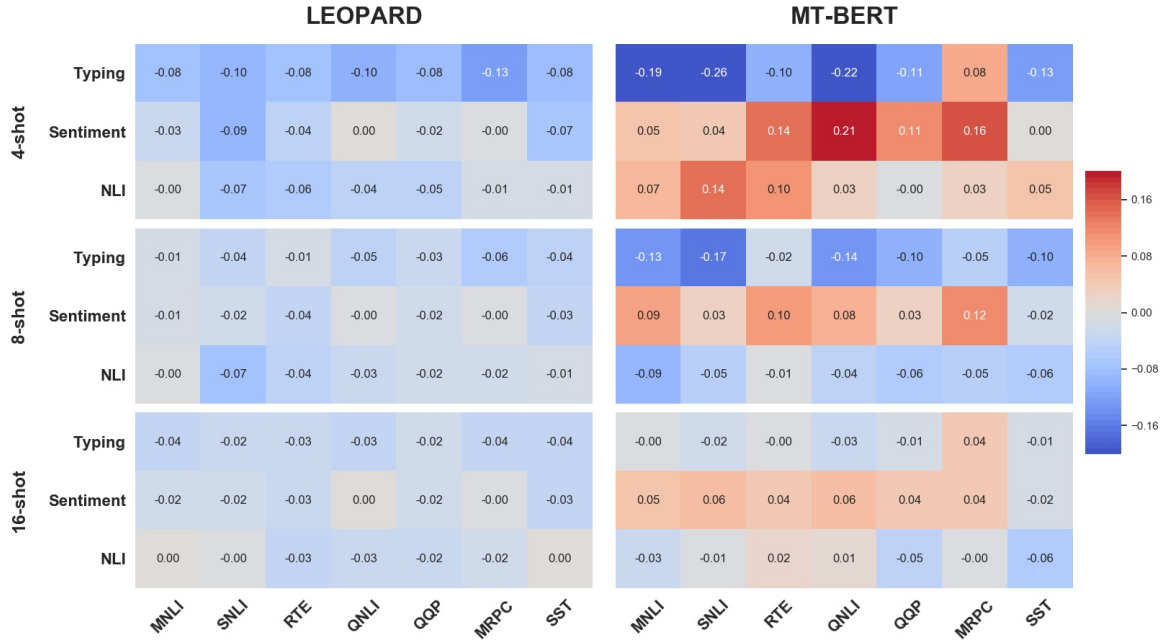 LEOPARD MT-BERT
4-shot
Typing -0.08 -0.10 -0.08 -0.10 -0.08 -0.13 -0.08 -0.19 -0.26 -0.10 -0.22 -0.11 0.08 -0.13
Sentiment -0.03 -0.09 -0.04 0.00 -0.02 -0.00 -0.07 0.05 0.04 0.14 0.21 0.11 0.16 0.00
NLI -0.00 -0.07 -0.06 -0.04 -0.05 -0.01 -0.01 0.07 0.14 0.10 0.03 -0.00 0.03 0.05
8-shot
Typing -0.01 -0.04 -0.01 -0.05 -0.03 -0.06 -0.04 -0.13 -0.17 -0.02 -0.14 -0.10 -0.05 -0.10
Sentiment -0.01 -0.02 -0.04 -0.00 -0.02 -0.00 -0.03 0.09 0.03 0.10 0.08 0.03 0.12 -0.02
NLI -0.00 -0.07 -0.04 -0.03 -0.02 -0.02 -0.01 -0.09 -0.05 -0.01 -0.04 -0.06 -0.05 -0.06
16-shot
Typing -0.04 -0.02 -0.03 -0.03 -0.02 -0.04 -0.04 -0.00 -0.02 -0.00 -0.03 -0.01 0.04 -0.01
Sentiment -0.02 -0.02 -0.03 0.00 -0.02 -0.00 -0.03 0.05 0.06 0.04 0.06 0.04 0.04 -0.02
NLI 0.00 -0.00 -0.03 -0.03 -0.02 -0.02 0.00 -0.03 -0.01 0.02 0.01 -0.05 -0.00 -0.06
MNLI SNLI RTE QNLI QQP MRPC SST MNLI SNLI RTE QNLI QQP MRPC SST
0.16
0.08
0.00
−0.08
−0.16